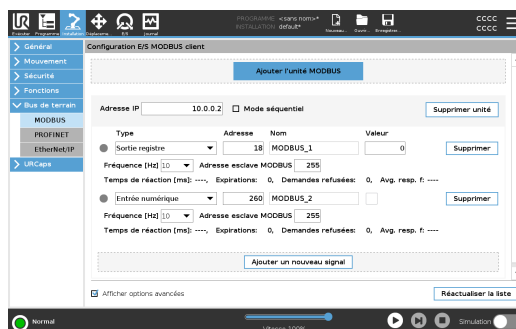 PROGRAMME <sans nom>*
INSTALLATION default*
CCCC
CCCC
Exécuter Programme Installation Déplacemt. E/S Journal
Nouveau... Ouvrir... Enregistrer...
Général
Configuration E/S MODBUS client
Mouvement
Sécurité
Fonctions
Bus de terrain
MODBUS
PROFINET
EtherNet/IP
URCaps
Ajouter l'unité MODBUS
Adresse IP 10.0.0.2 Mode séquentiel Supprimer unité
Type Adresse Nom Valeur
Sortie registre 18 MODBUS_1 0 Supprimer
Fréquence [Hz] 10 Adresse esclave MODBUS 255
Temps de réaction [ms]: ----, Expirations: 0, Demandes refusées: 0, Avg. resp. f: ----
Entrée numérique 260 MODBUS_2 Supprimer
Fréquence [Hz] 10 Adresse esclave MODBUS 255
Temps de réaction [ms]: ----, Expirations: 0, Demandes refusées: 0, Avg. resp. f: ----
Ajouter un nouveau signal
Afficher options avancées Réactualiser la liste
Normal
Vitesse 100%
Simulation